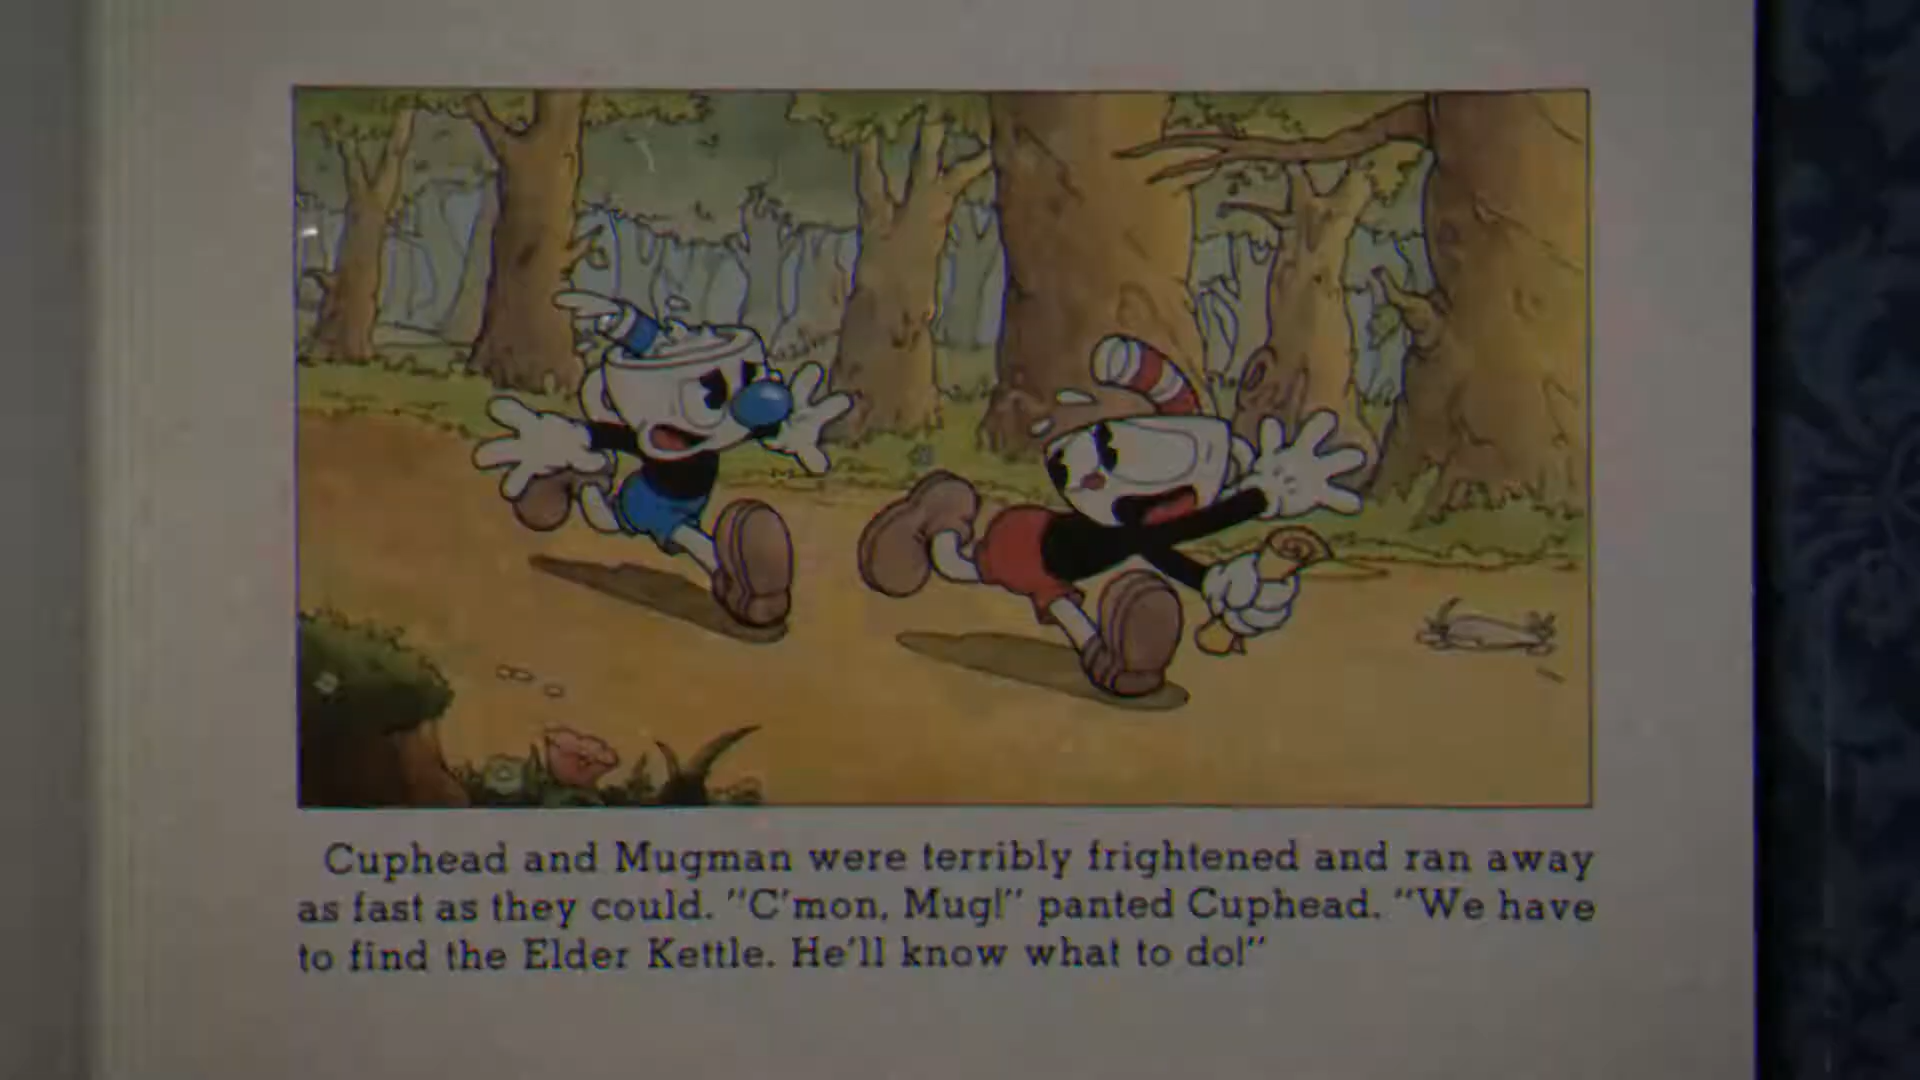 Cuphead and Mugman were terribly frightened and ran away
as fast as they could. "C'mon, Mug!" panted Cuphead. "We have
to find the Elder Kettle. He'll know what to do!"